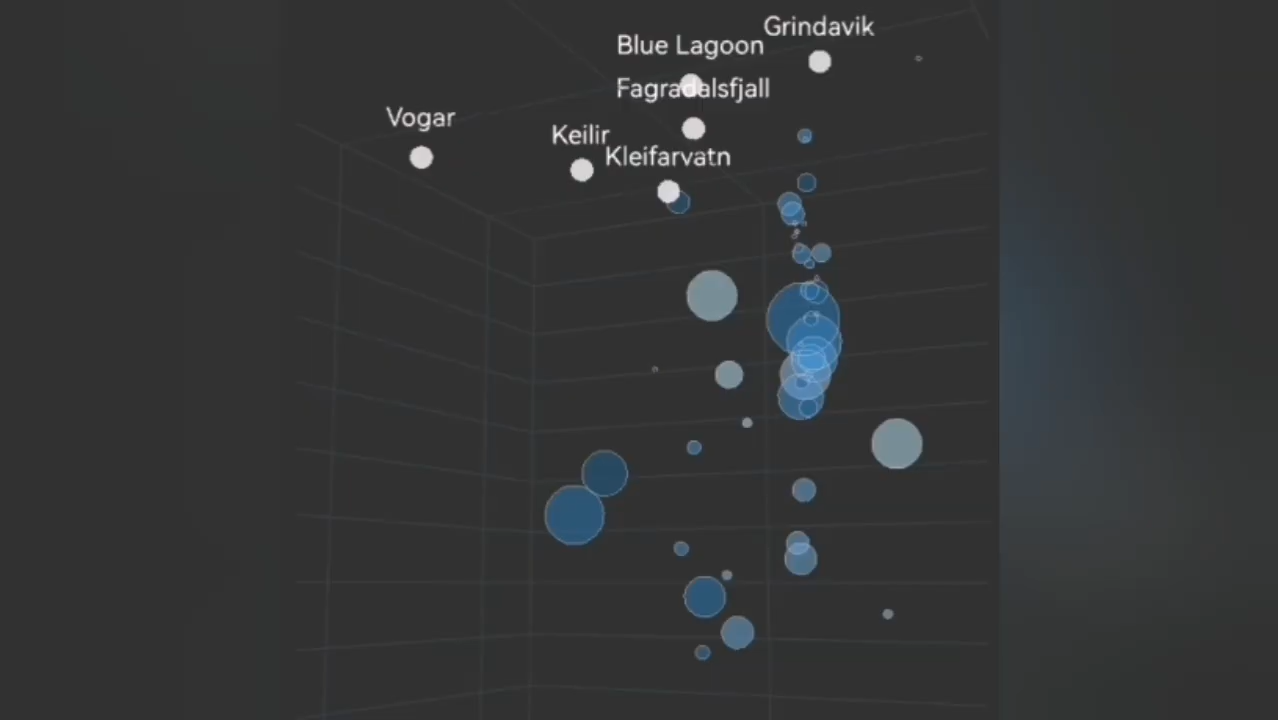 Grindavik
Blue Lagoon
Fagradalsfjall
Vogar
Keilir
Kleifarvatn